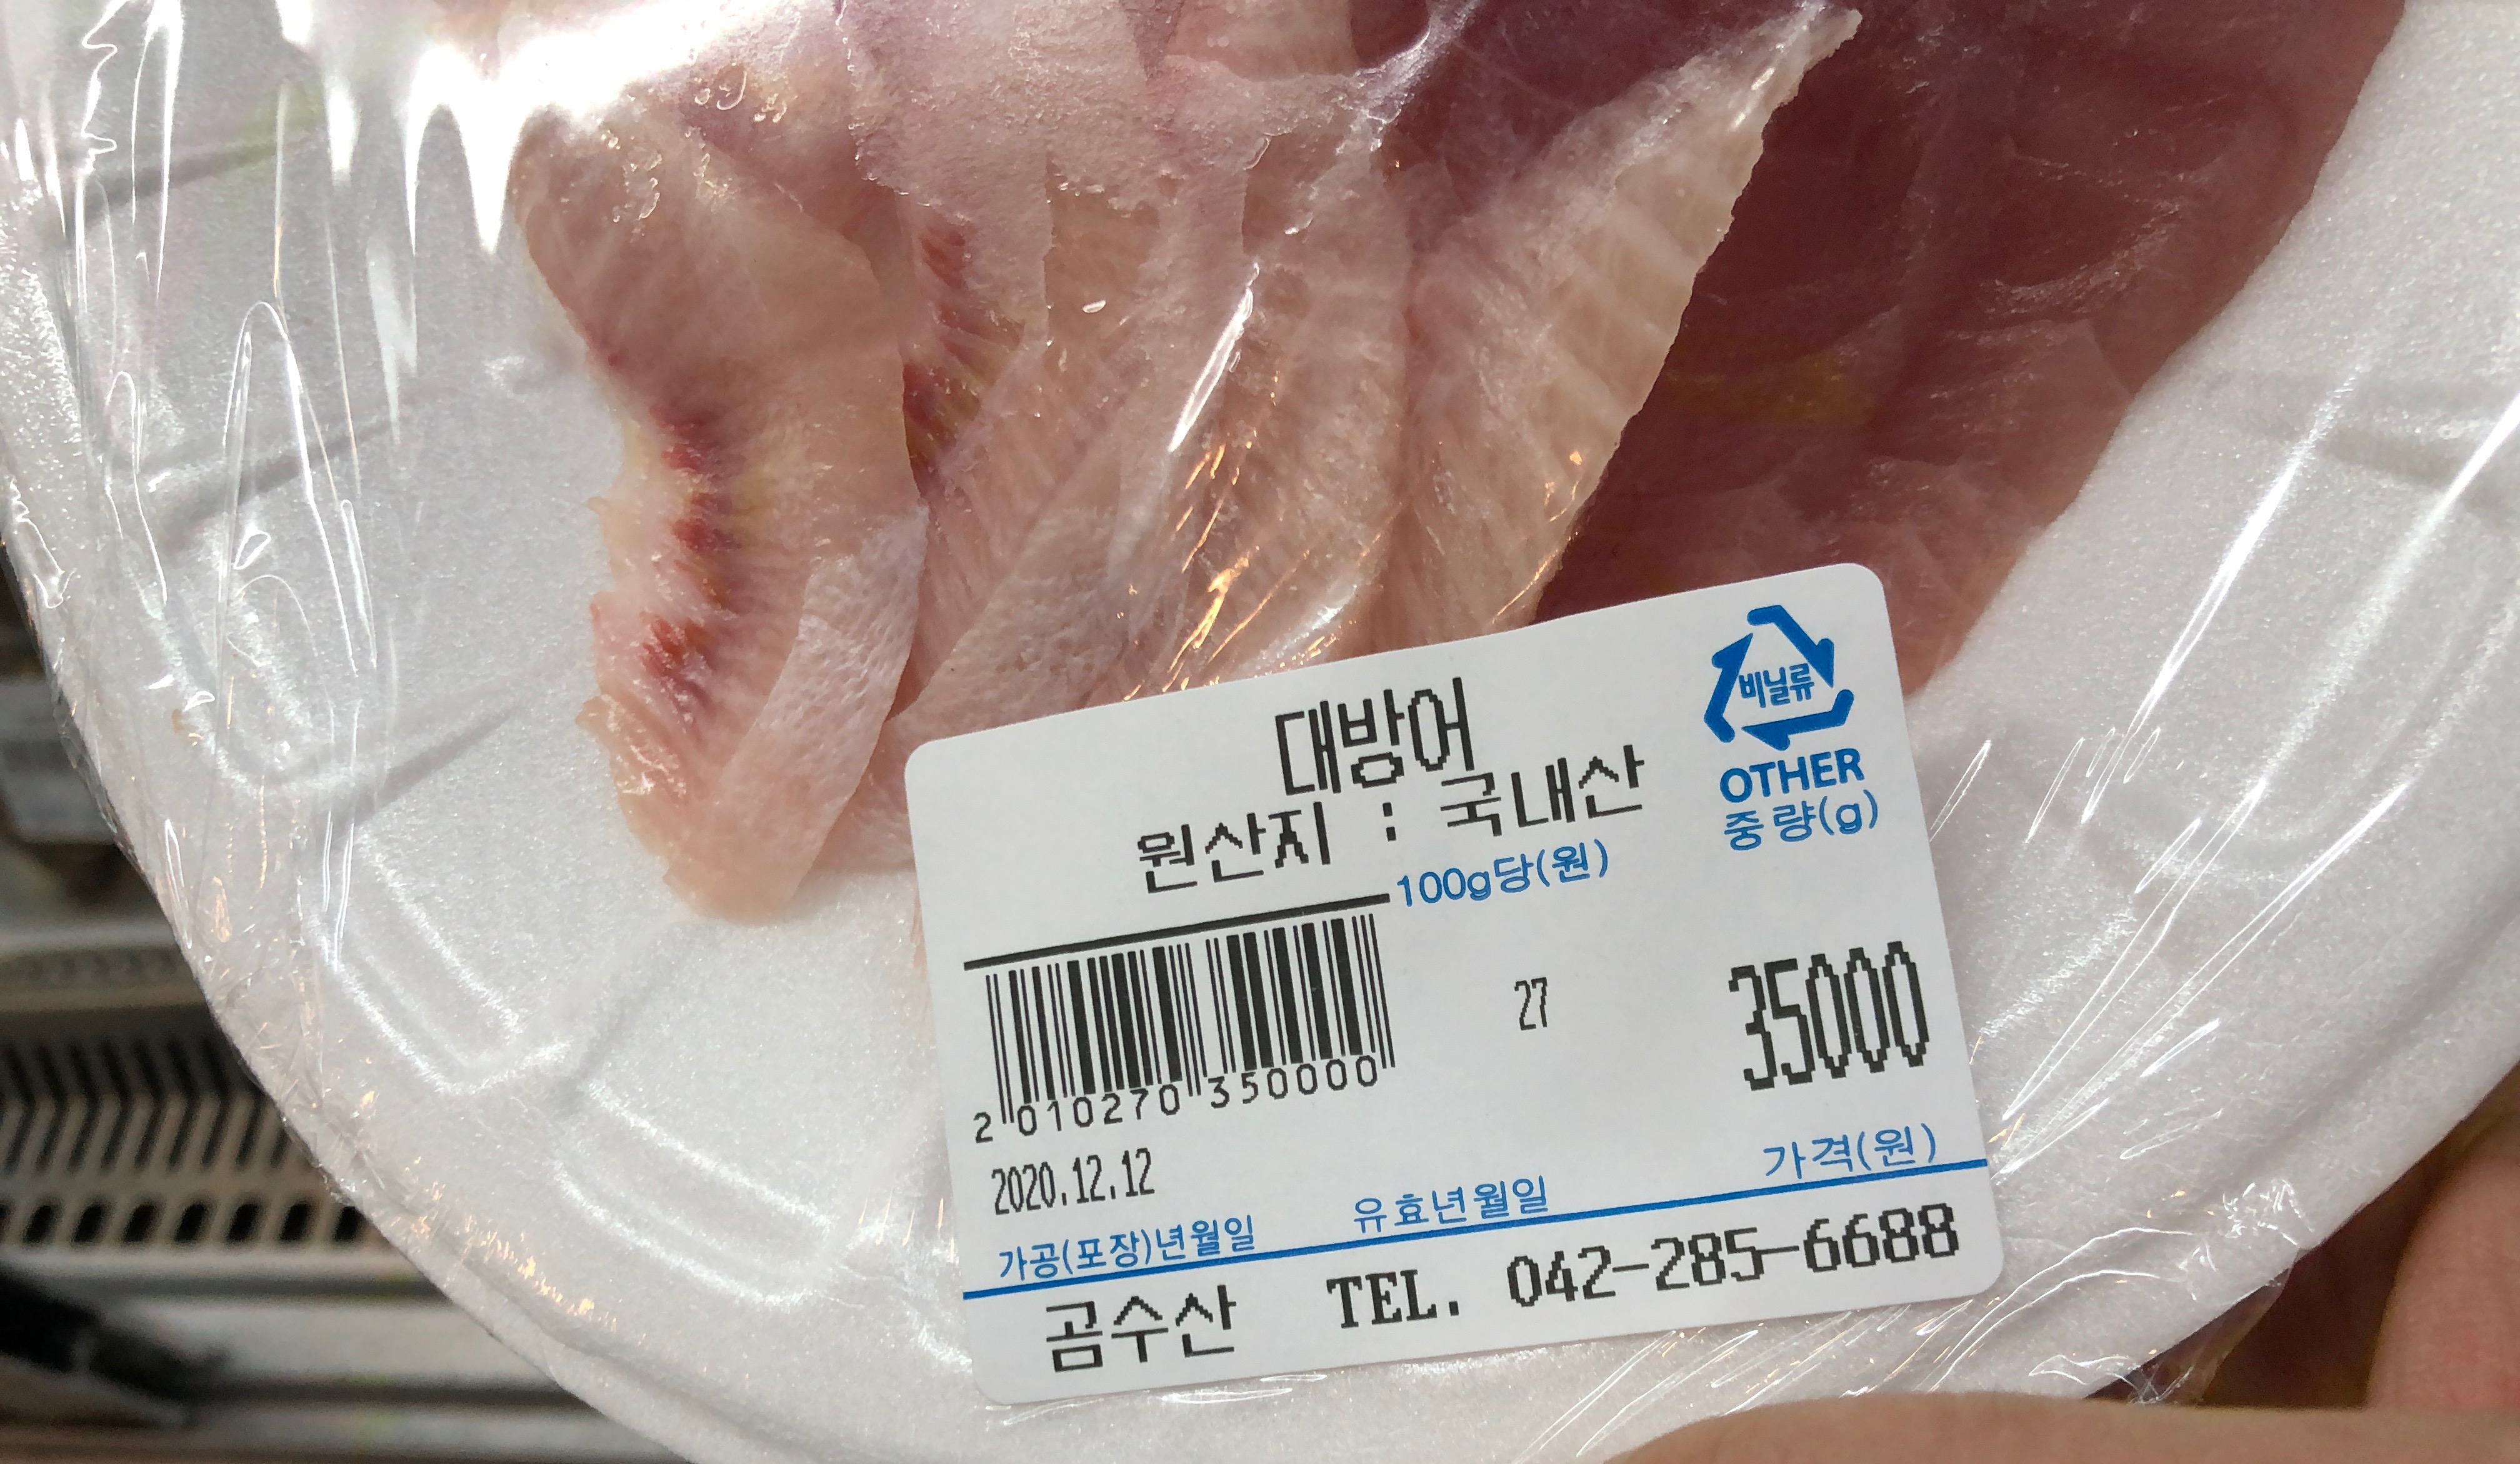 대방어
원산지 : 국내산
비닐류
OTHER
중량(g)
100g당(원)
27
35000
2 010270 350000
2020.12.12
가격(원)
가공(포장)년월일
유효년월일
곰수산 TEL. 042-285-6688